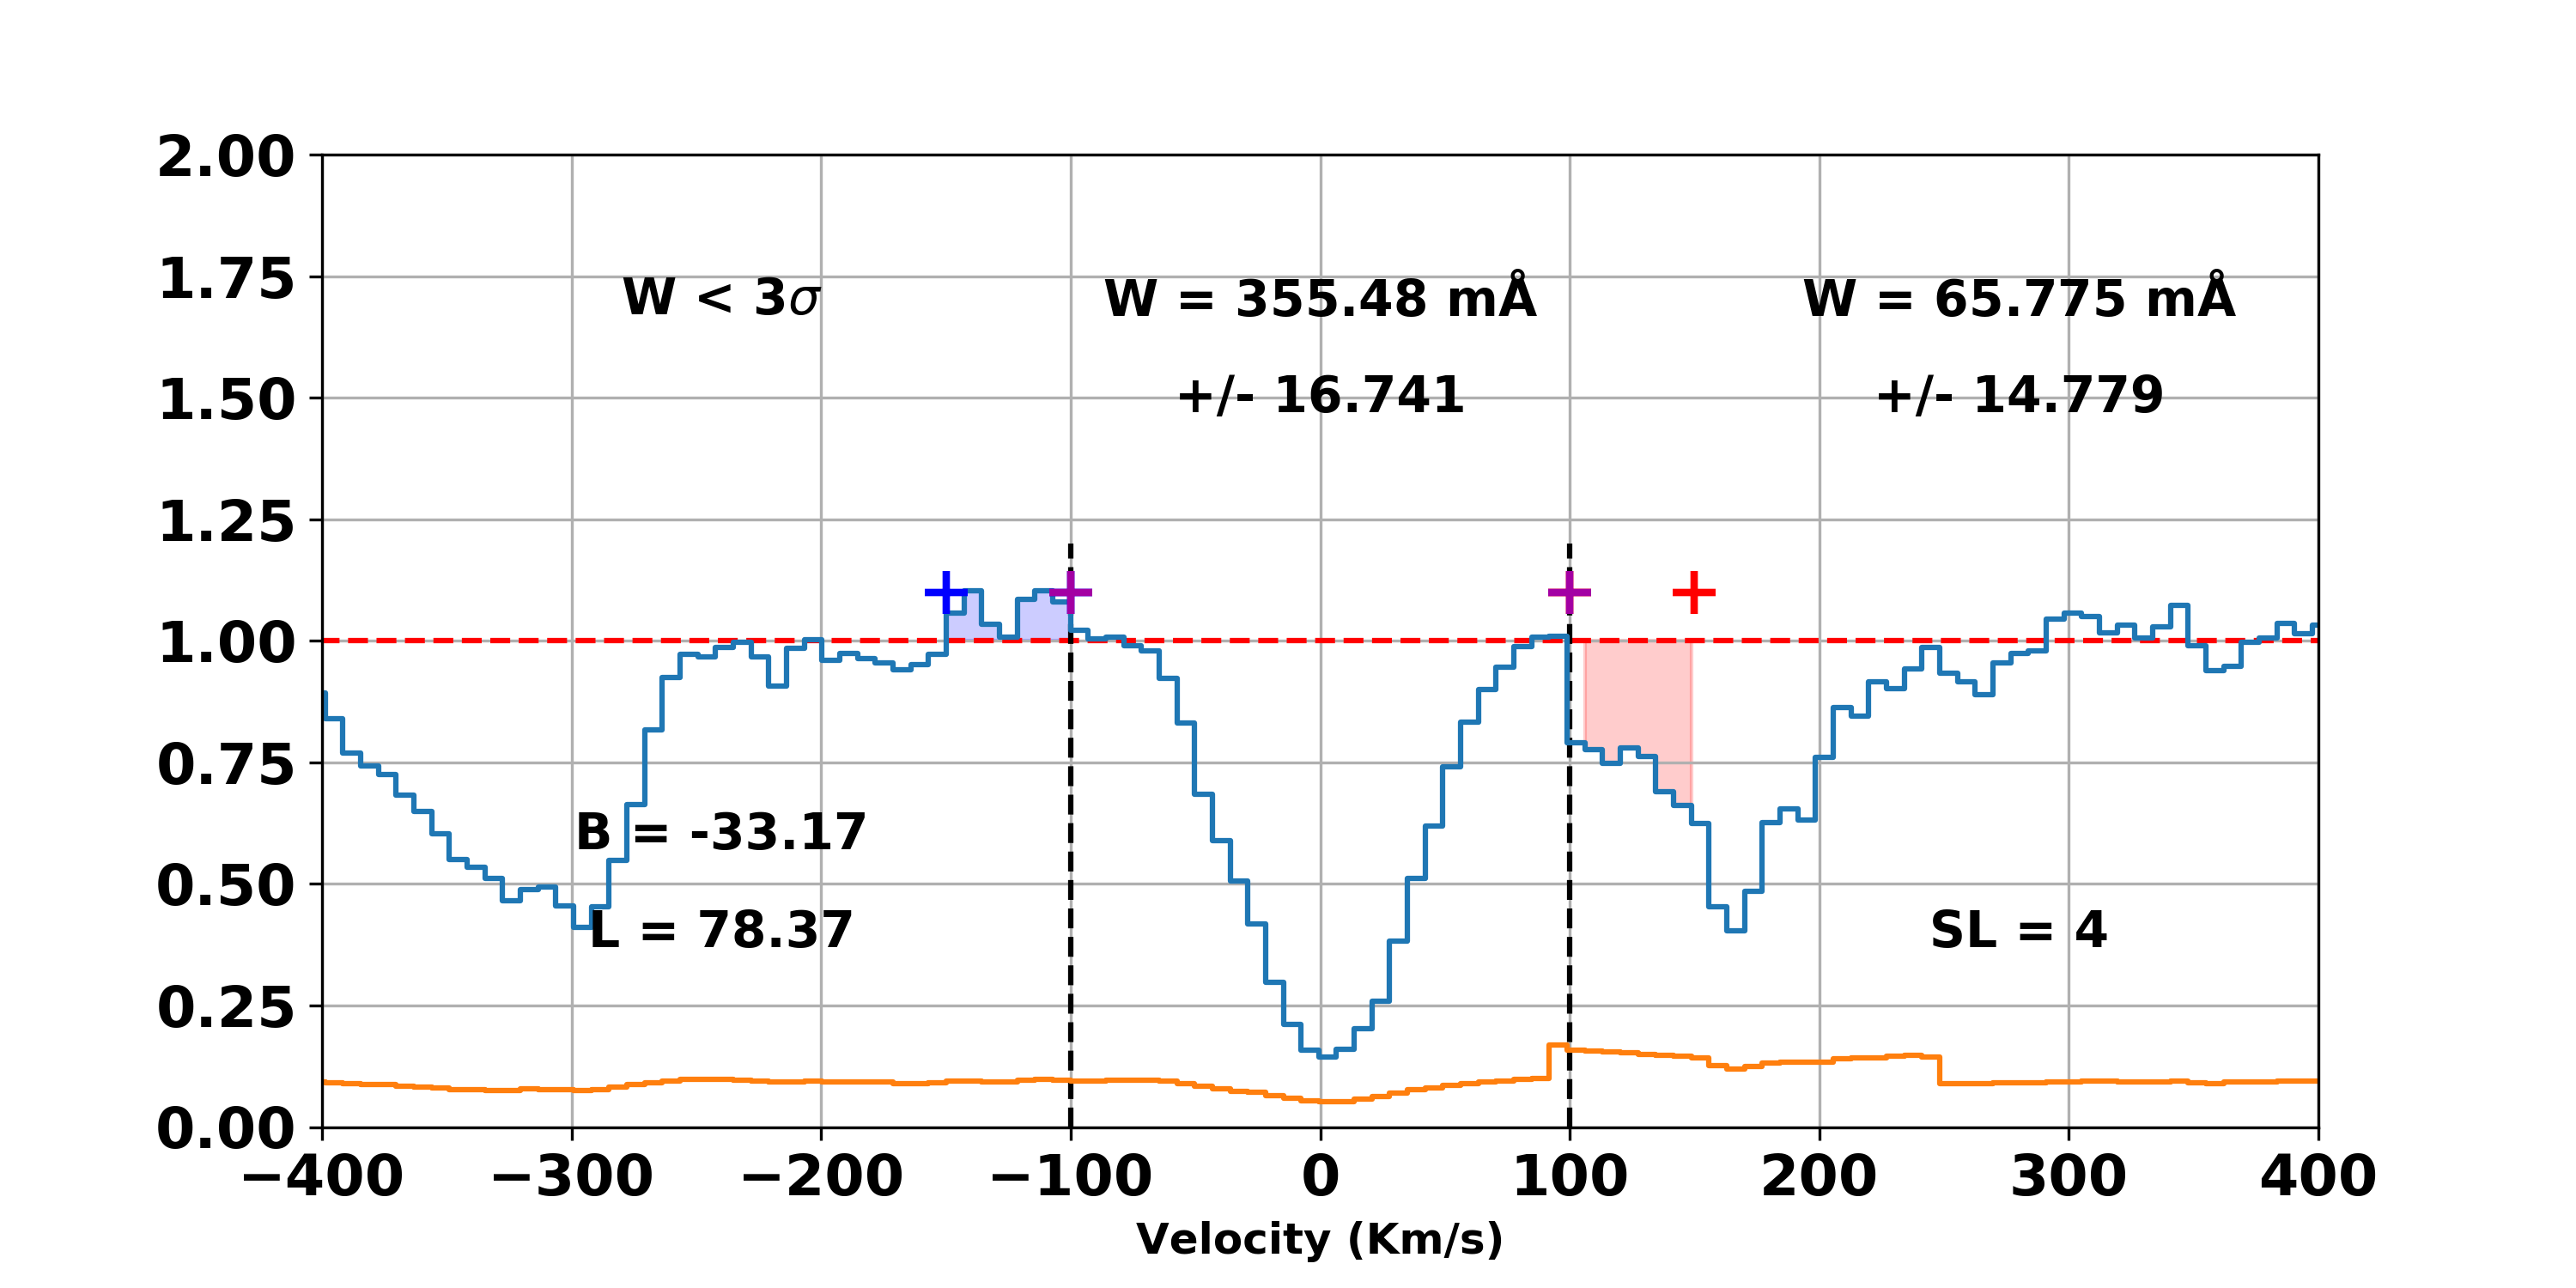 2.00
1.75
1.50
1.25
1.00
0.75
0.50
0.25
0.00
W < 3σ
W = 355.48 mÅ
+/- 16.741
W = 65.775 mÅ
+/- 14.779
B = -33.17
L = 78.37
SL = 4
−400 −300 −200 −100 0 100 200 300 400
Velocity (Km/s)